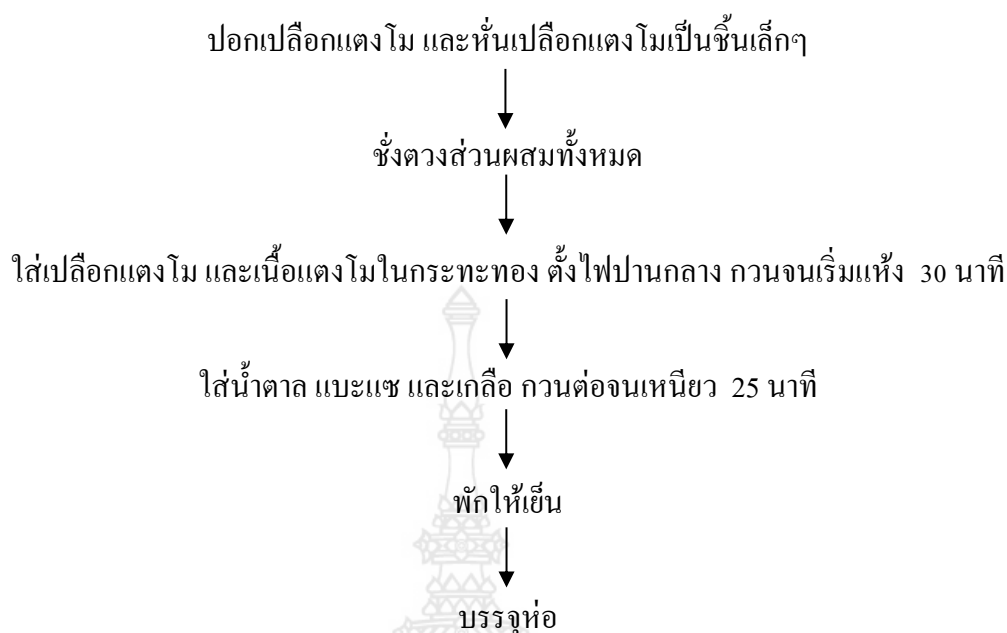 ปอกเปลือกแตงโม และหั่นเปลือกแตงโมเป็นชิ้นเล็กๆ
ชั่งตวงส่วนผสมทั้งหมด
ใส่เปลือกแตงโม และเนื้อแตงโมในกระทะทอง ตั้งไฟปานกลาง กวนจนเริ่มแห้ง 30 นาที
ใส่น้ำตาล แบะแซ และเกลือ กวนต่อจนเหนียว 25 นาที
พักให้เย็น
บรรจุห่อ